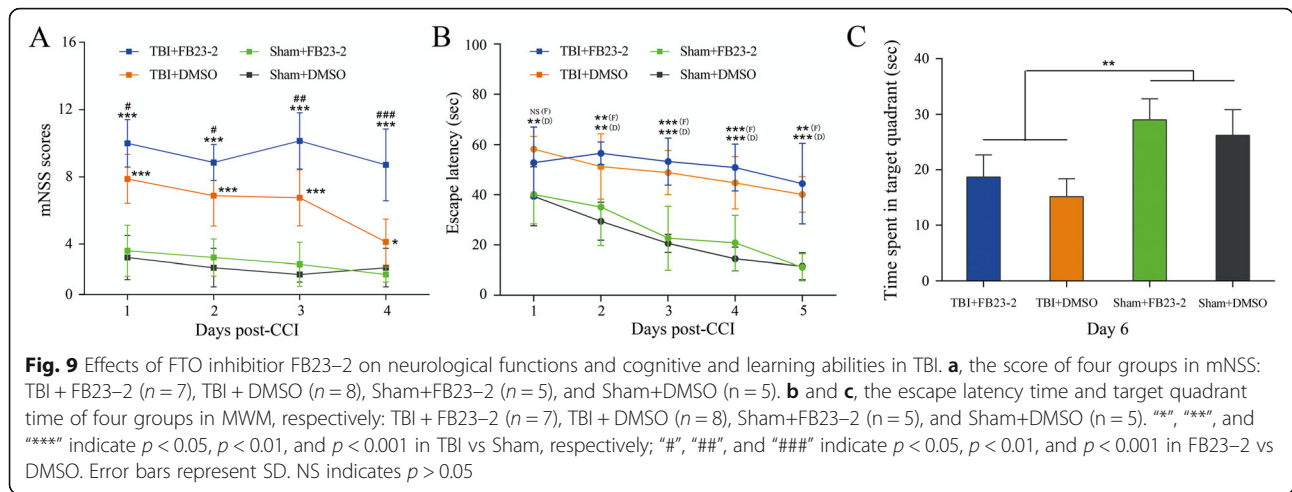 A
16
12
8
4
0
mNSS scores
TBI+FB23-2
TBI+DMSO
Sham+FB23-2
Sham+DMSO
#
***
#
***
##
***
###
***
***
***
***
*
1 2 3 4
Days post-CCI
B
100
80
60
40
20
0
Escape latency (sec)
TBI+FB23-2
TBI+DMSO
Sham+FB23-2
Sham+DMSO
NS (F)
**(D)
**(F)
**(D)
***(F)
***(D)
***(F)
***(D)
**(F)
***(D)
1 2 3 4 5
Days post-CCI
C
40
30
20
10
0
Time spent in target quadrant (sec)
**
TBI+FB23-2 TBI+DMSO Sham+FB23-2 Sham+DMSO
Day 6
Fig. 9 Effects of FTO inhibitior FB23–2 on neurological functions and cognitive and learning abilities in TBI. a, the score of four groups in mNSS:
TBI + FB23–2 (n = 7), TBI + DMSO (n = 8), Sham+FB23–2 (n = 5), and Sham+DMSO (n = 5). b and c, the escape latency time and target quadrant
time of four groups in MWM, respectively: TBI + FB23–2 (n = 7), TBI + DMSO (n = 8), Sham+FB23–2 (n = 5), and Sham+DMSO (n = 5). “*”, “**”, and
“***” indicate p < 0.05, p < 0.01, and p < 0.001 in TBI vs Sham, respectively; “#”, “##”, and “###” indicate p < 0.05, p < 0.01, and p < 0.001 in FB23–2 vs
DMSO. Error bars represent SD. NS indicates p > 0.05